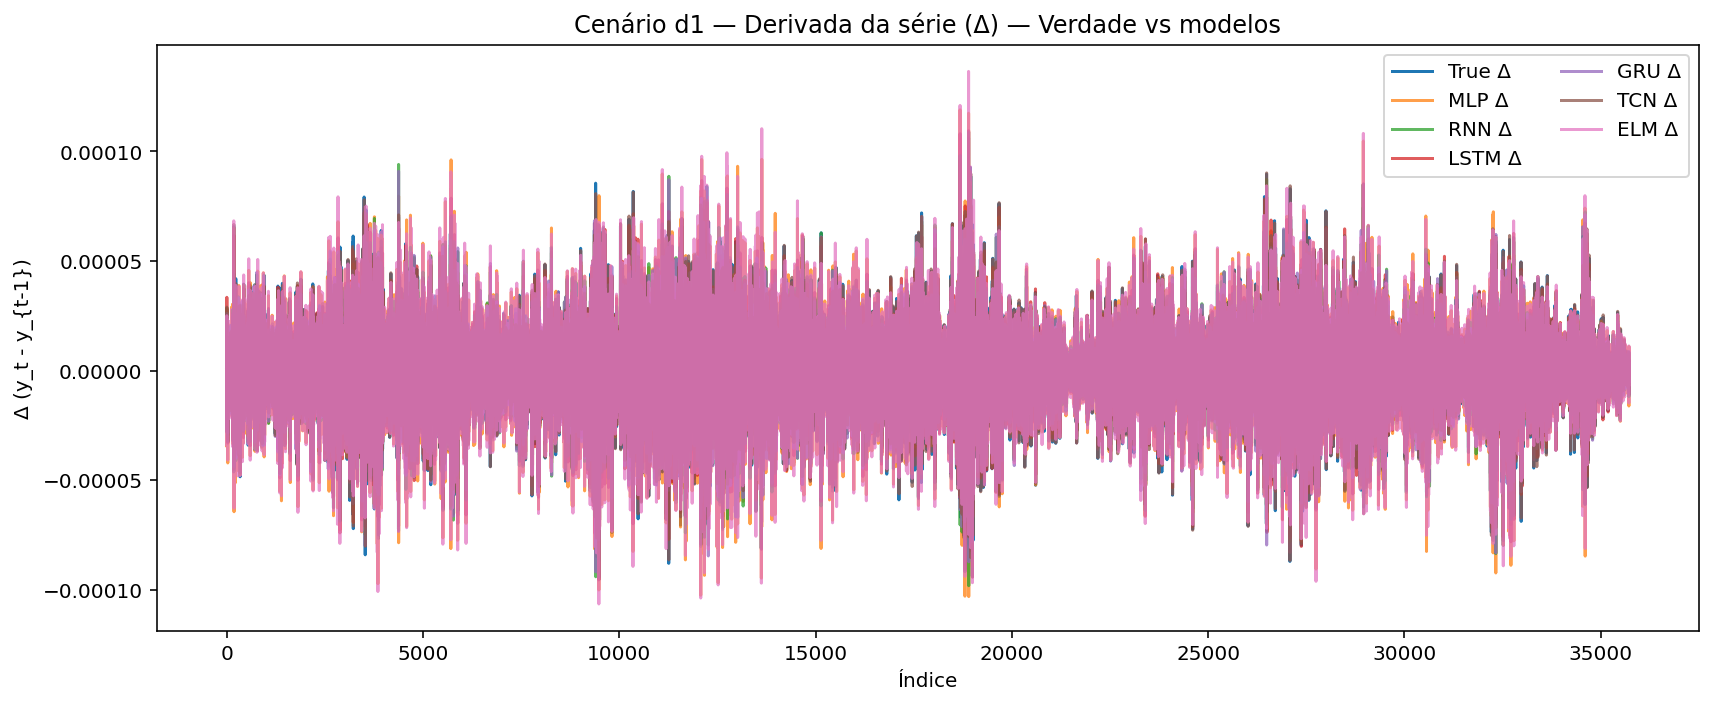 Cenário d1 — Derivada da série (Δ) — Verdade vs modelos
True Δ
MLP Δ
RNN Δ
LSTM Δ
GRU Δ
TCN Δ
ELM Δ
Δ (y_t - y_{t-1})
0.00010
0.00005
0.00000
−0.00005
−0.00010
0
5000
10000
15000
20000
25000
30000
35000
Índice